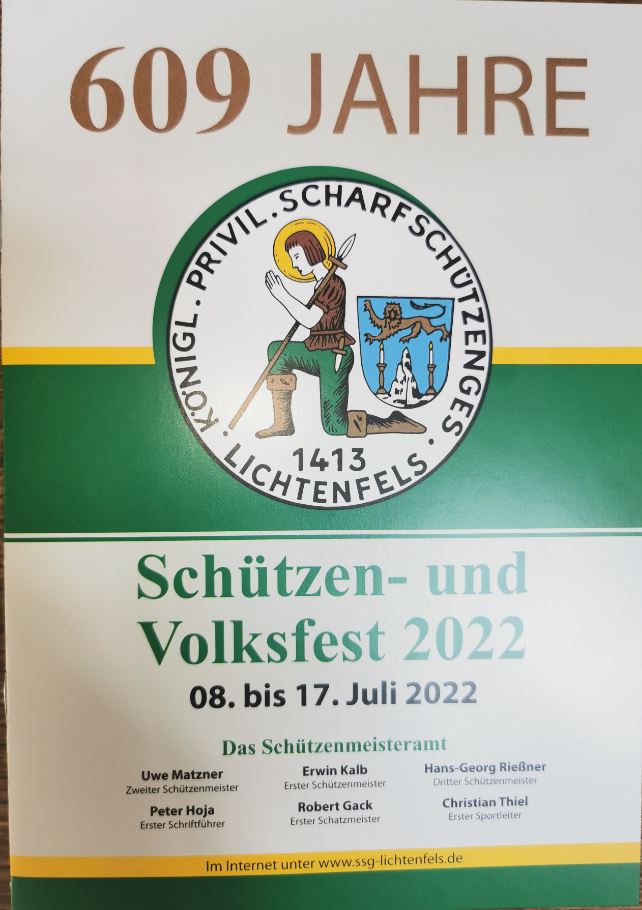 609 JAHRE
KÖNIGL. PRIVIL. SCHARFSCHÜTZENGES.
1413
LICHTENFELS
Schützen- und
Volksfest 2022
08. bis 17. Juli 2022
Das Schützenmeisteramt
Uwe Matzner
Zweiter Schützenmeister
Erwin Kalb
Erster Schützenmeister
Hans-Georg Rießner
Dritter Schützenmeister
Peter Hoja
Erster Schriftführer
Robert Gack
Erster Schatzmeister
Christian Thiel
Erster Sportleiter
Im Internet unter www.ssg-lichtenfels.de